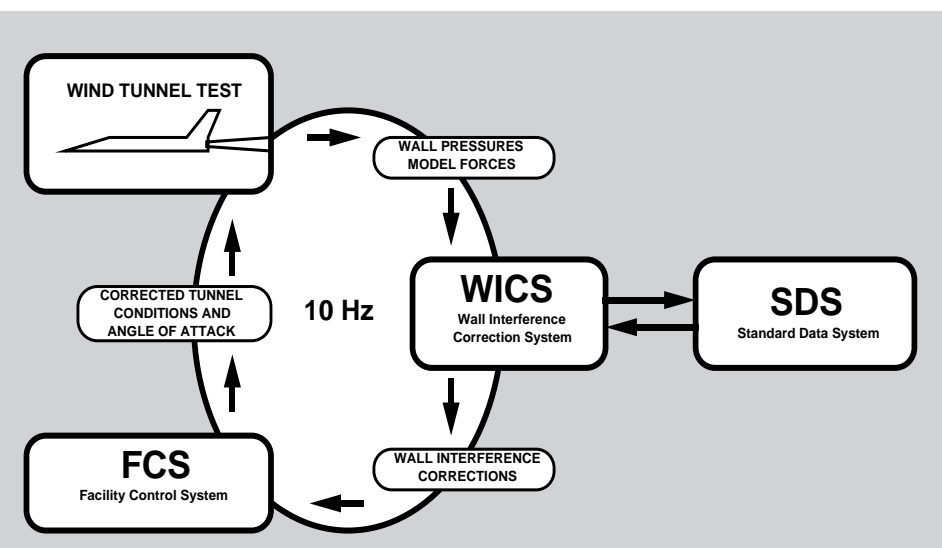 WIND TUNNEL TEST
WALL PRESSURES
MODEL FORCES
CORRECTED TUNNEL
CONDITIONS AND
ANGLE OF ATTACK
10 Hz
WICS
Wall Interference
Correction System
SDS
Standard Data System
FCS
Facility Control System
WALL INTERFERENCE
CORRECTIONS